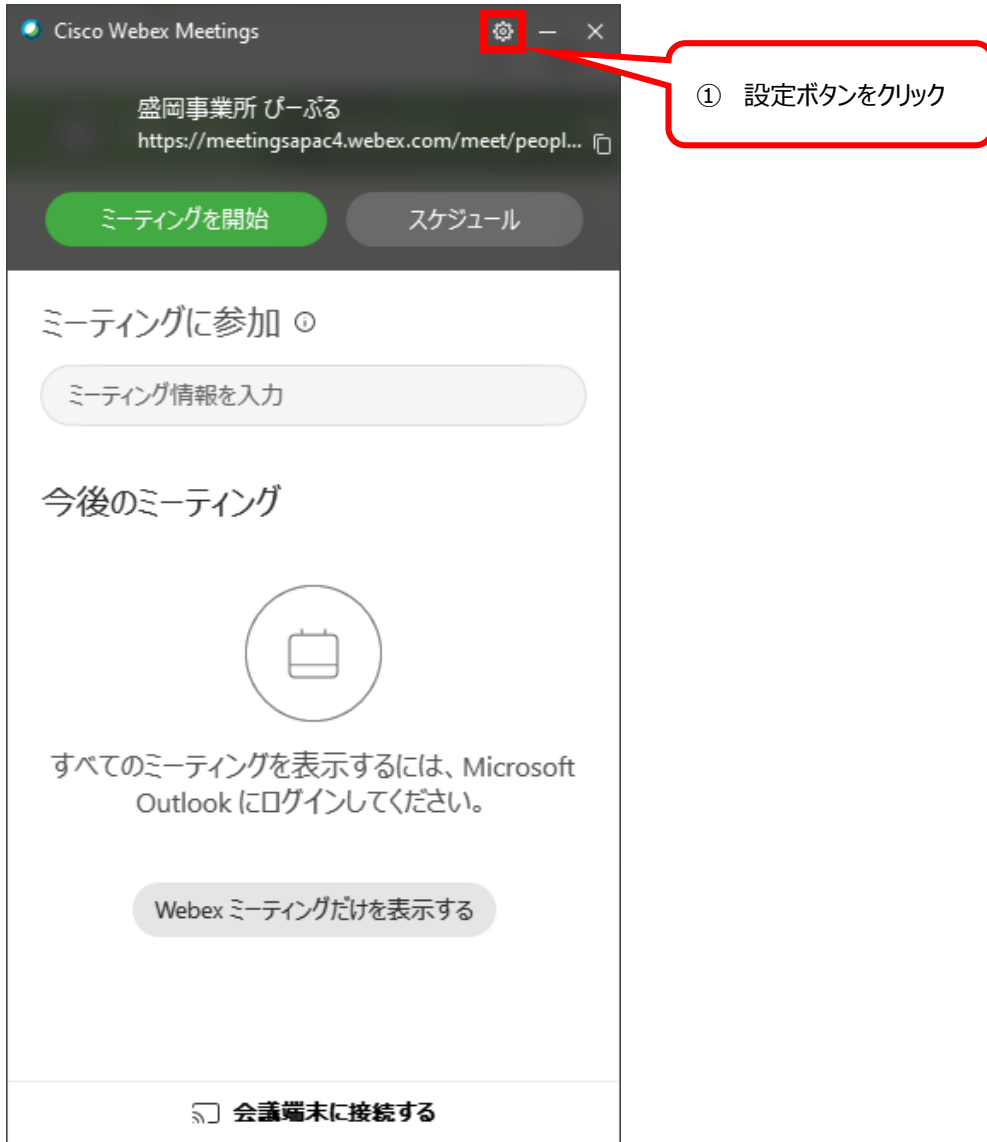 Cisco Webex Meetings
① 設定ボタンをクリック
盛岡事業所 ぴーぷる
https://meetingsapac4.webex.com/meet/peopl...
ミーティングを開始
スケジュール
ミーティングに参加
ミーティング情報を入力
今後のミーティング
すべてのミーティングを表示するには、Microsoft
Outlook にログインしてください。
Webex ミーティングだけを表示する
会議端末に接続する